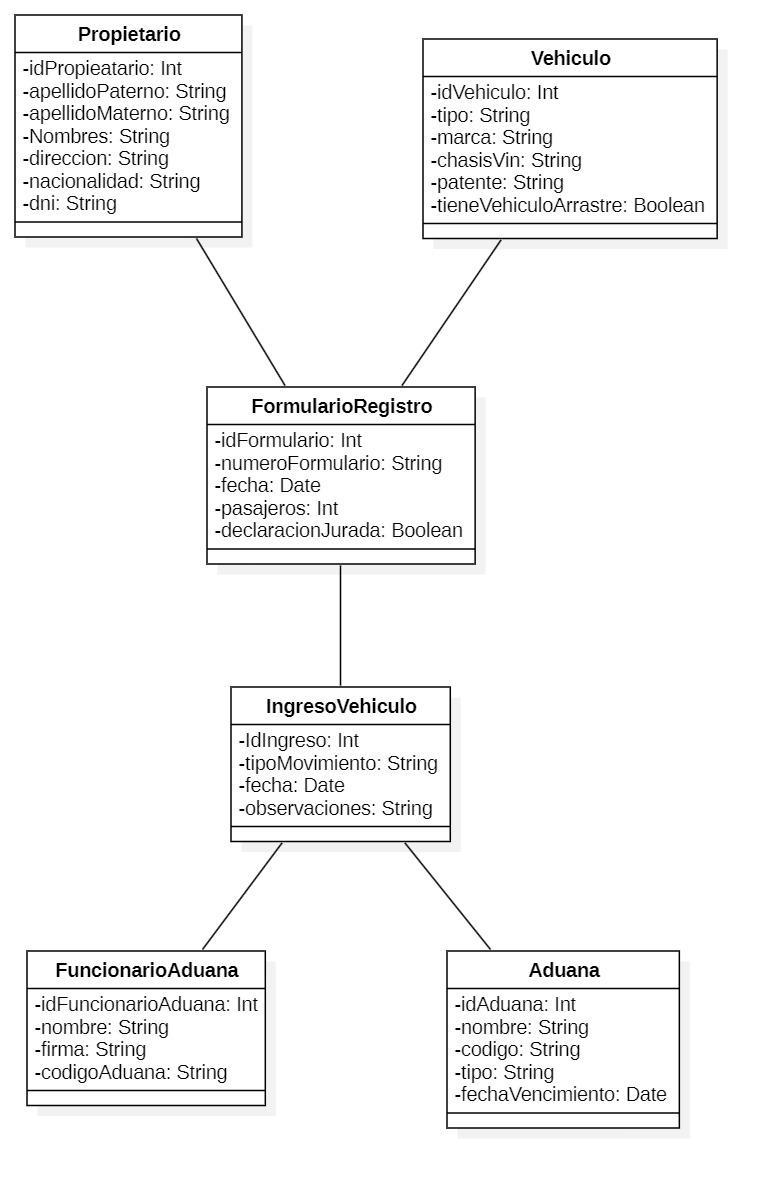 Propietario
-idPropieatario: Int
-apellidoPaterno: String
-apellidoMaterno: String
-Nombres: String
-direccion: String
-nacionalidad: String
-dni: String
Vehiculo
-idVehiculo: Int
-tipo: String
-marca: String
-chasisVin: String
-patente: String
-tieneVehiculoArrastre: Boolean
FormularioRegistro
-idFormulario: Int
-numeroFormulario: String
-fecha: Date
-pasajeros: Int
-declaracionJurada: Boolean
IngresoVehiculo
-IdIngreso: Int
-tipoMovimiento: String
-fecha: Date
-observaciones: String
FuncionarioAduana
-idFuncionarioAduana: Int
-nombre: String
-firma: String
-codigoAduana: String
Aduana
-idAduana: Int
-nombre: String
-codigo: String
-tipo: String
-fechaVencimiento: Date